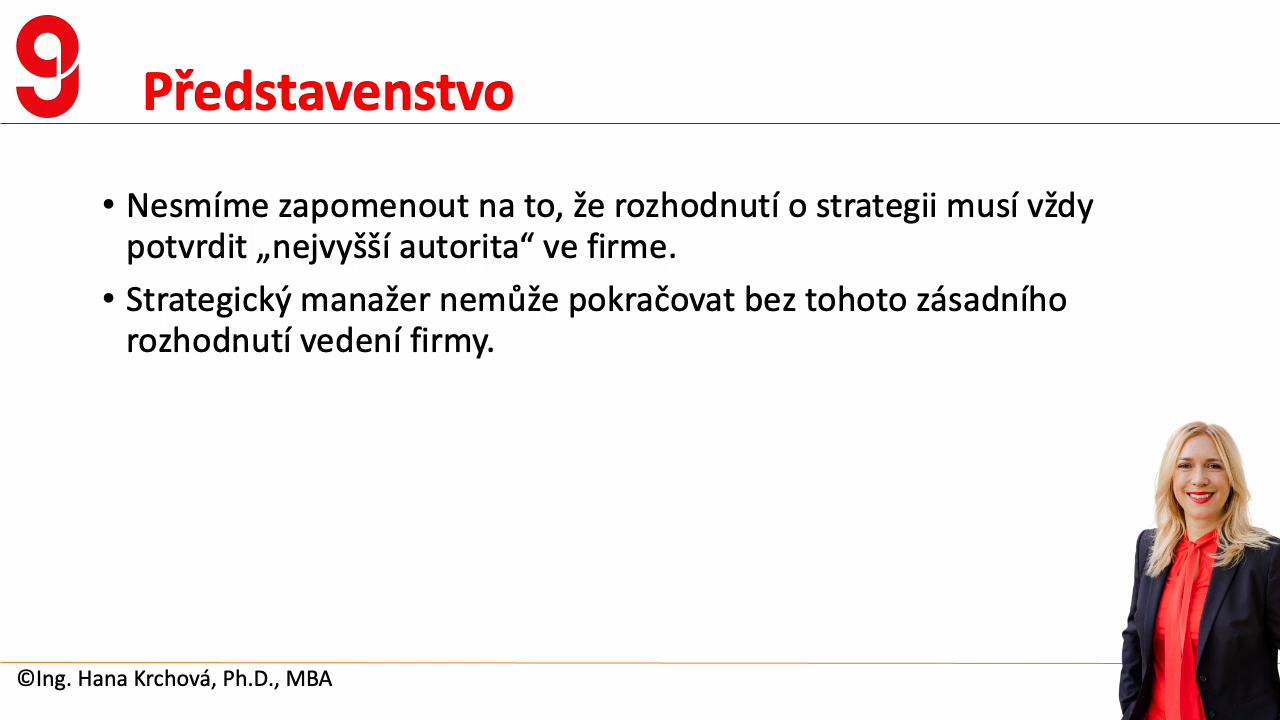 9
Představenstvo
• Nesmíme zapomenout na to, že rozhodnutí o strategii musí vždy
potvrdit „nejvyšší autorita“ ve firme.
• Strategický manažer nemůže pokračovat bez tohoto zásadního
rozhodnutí vedení firmy.
©Ing. Hana Krchová, Ph.D., MBA